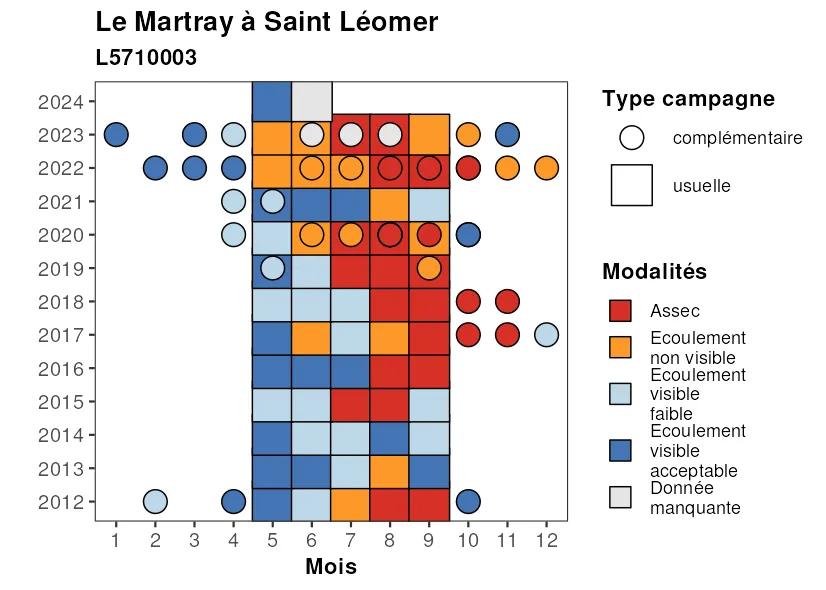 Le Martray à Saint Léomer
L5710003
2024
2023
2022
2021
2020
2019
2018
2017
2016
2015
2014
2013
2012
1 2 3 4 5 6 7 8 9 10 11 12
Mois
Type campagne
complémentaire
usuelle
Modalités
Assec
Ecoulement
non visible
Ecoulement
visible
faible
Ecoulement
visible
acceptable
Donnée
manquante